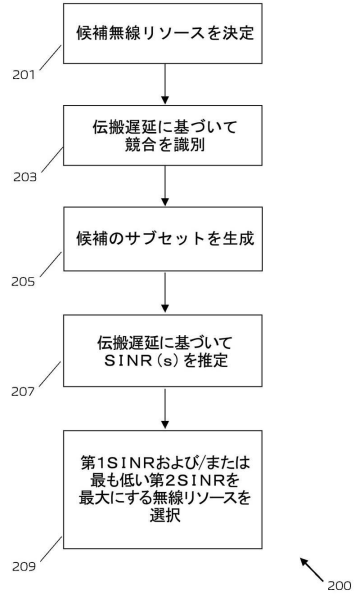 候補無線リソースを決定
201
伝搬遅延に基づいて
競合を識別
203
候補のサブセットを生成
205
伝搬遅延に基づいて
SINR(s)を推定
207
第1SINRおよび/または
最も低い第2SINRを
最大にする無線リソースを
選択
209
200